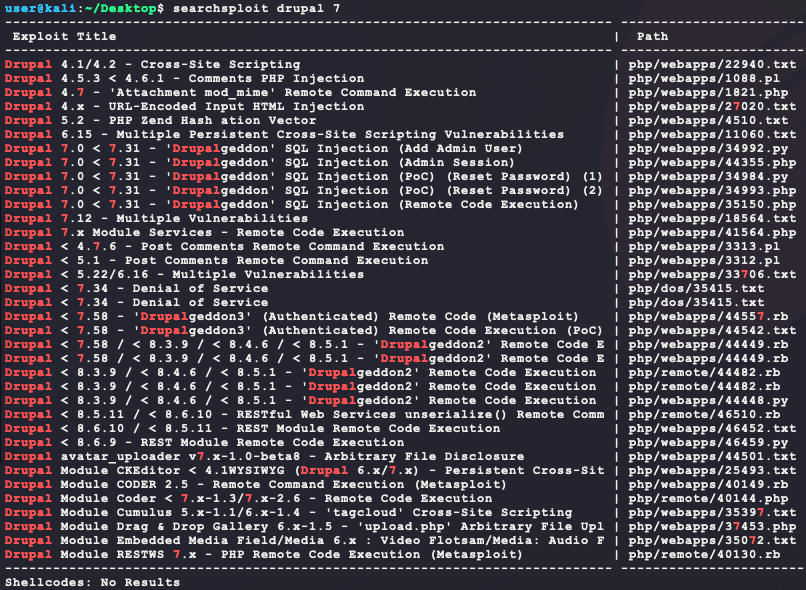 user@kali:~/Desktop$ searchsploit drupal 7
Exploit Title | Path
Drupal 4.1/4.2 - Cross-Site Scripting | php/webapps/22940.txt
Drupal 4.5.3 < 4.6.1 - Comments PHP Injection | php/webapps/1088.pl
Drupal 4.7 - 'Attachment mod_mime' Remote Command Execution | php/webapps/1821.php
Drupal 4.x - URL-Encoded Input HTML Injection | php/webapps/27020.txt
Drupal 5.2 - PHP Zend Hash ation Vector | php/webapps/4510.txt
Drupal 6.15 - Multiple Persistent Cross-Site Scripting Vulnerabilities | php/webapps/11060.txt
Drupal 7.0 < 7.31 - 'Drupalgeddon' SQL Injection (Add Admin User) | php/webapps/34992.py
Drupal 7.0 < 7.31 - 'Drupalgeddon' SQL Injection (Admin Session) | php/webapps/44355.php
Drupal 7.0 < 7.31 - 'Drupalgeddon' SQL Injection (PoC) (Reset Password) (1) | php/webapps/34984.py
Drupal 7.0 < 7.31 - 'Drupalgeddon' SQL Injection (PoC) (Reset Password) (2) | php/webapps/34993.php
Drupal 7.0 < 7.31 - 'Drupalgeddon' SQL Injection (Remote Code Execution) | php/webapps/35150.php
Drupal 7.12 - Multiple Vulnerabilities | php/webapps/18564.txt
Drupal 7.x Module Services - Remote Code Execution | php/webapps/41564.php
Drupal < 4.7.6 - Post Comments Remote Command Execution | php/webapps/3313.pl
Drupal < 5.1 - Post Comments Remote Command Execution | php/webapps/3312.pl
Drupal < 5.22/6.16 - Multiple Vulnerabilities | php/webapps/33706.txt
Drupal < 7.34 - Denial of Service | php/dos/35415.txt
Drupal < 7.34 - Denial of Service | php/dos/35415.txt
Drupal < 7.58 - 'Drupalgeddon3' (Authenticated) Remote Code (Metasploit) | php/webapps/44557.rb
Drupal < 7.58 - 'Drupalgeddon3' (Authenticated) Remote Code Execution (PoC) | php/webapps/44542.txt
Drupal < 7.58 / < 8.3.9 / < 8.4.6 / < 8.5.1 - 'Drupalgeddon2' Remote Code E | php/webapps/44449.rb
Drupal < 7.58 / < 8.3.9 / < 8.4.6 / < 8.5.1 - 'Drupalgeddon2' Remote Code E | php/webapps/44449.rb
Drupal < 8.3.9 / < 8.4.6 / < 8.5.1 - 'Drupalgeddon2' Remote Code Execution | php/remote/44482.rb
Drupal < 8.3.9 / < 8.4.6 / < 8.5.1 - 'Drupalgeddon2' Remote Code Execution | php/remote/44482.rb
Drupal < 8.3.9 / < 8.4.6 / < 8.5.1 - 'Drupalgeddon2' Remote Code Execution | php/webapps/44448.py
Drupal < 8.5.11 / < 8.6.10 - RESTful Web Services unserialize() Remote Comm | php/remote/46510.rb
Drupal < 8.6.10 / < 8.5.11 - REST Module Remote Code Execution | php/webapps/46452.txt
Drupal < 8.6.9 - REST Module Remote Code Execution | php/webapps/46459.py
Drupal avatar_uploader v7.x-1.0-beta8 - Arbitrary File Disclosure | php/webapps/44501.txt
Drupal Module CKEditor < 4.1WYSIWYG (Drupal 6.x/7.x) - Persistent Cross-Sit | php/webapps/25493.txt
Drupal Module CODER 2.5 - Remote Command Execution (Metasploit) | php/webapps/40149.rb
Drupal Module Coder < 7.x-1.3/7.x-2.6 - Remote Code Execution | php/remote/40144.php
Drupal Module Cumulus 5.x-1.1/6.x-1.4 - 'tagcloud' Cross-Site Scripting | php/webapps/35397.txt
Drupal Module Drag & Drop Gallery 6.x-1.5 - 'upload.php' Arbitrary File Upl | php/webapps/37453.php
Drupal Module Embedded Media Field/Media 6.x : Video Flotsam/Media: Audio F | php/webapps/35072.txt
Drupal Module RESTWS 7.x - PHP Remote Code Execution (Metasploit) | php/remote/40130.rb
Shellcodes: No Results